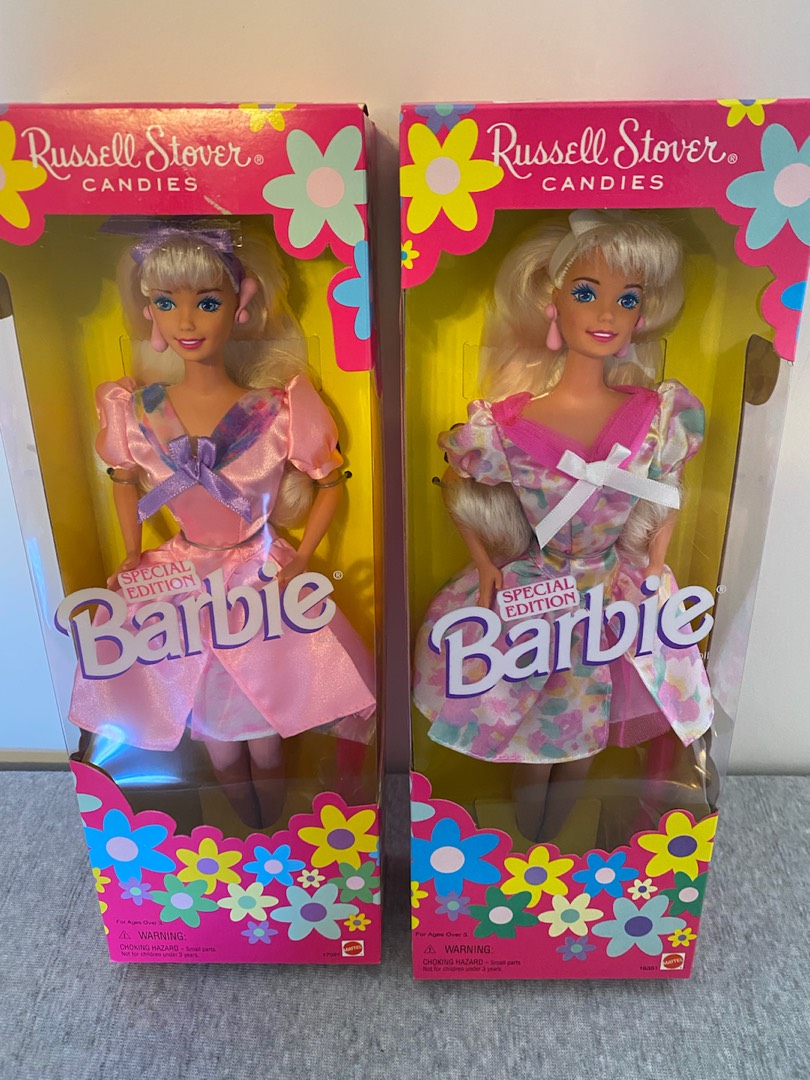 Russell Stover®
CANDIES
SPECIAL
EDITION
Barbie®
For Ages Over 3
WARNING:
CHOKING HAZARD – Small parts
Not for children under 3 years.
MATTEL
Russell Stover®
CANDIES
SPECIAL
EDITION
Barbie®
For Ages Over 3
WARNING:
CHOKING HAZARD – Small parts
Not for children under 3 years.
MATTEL